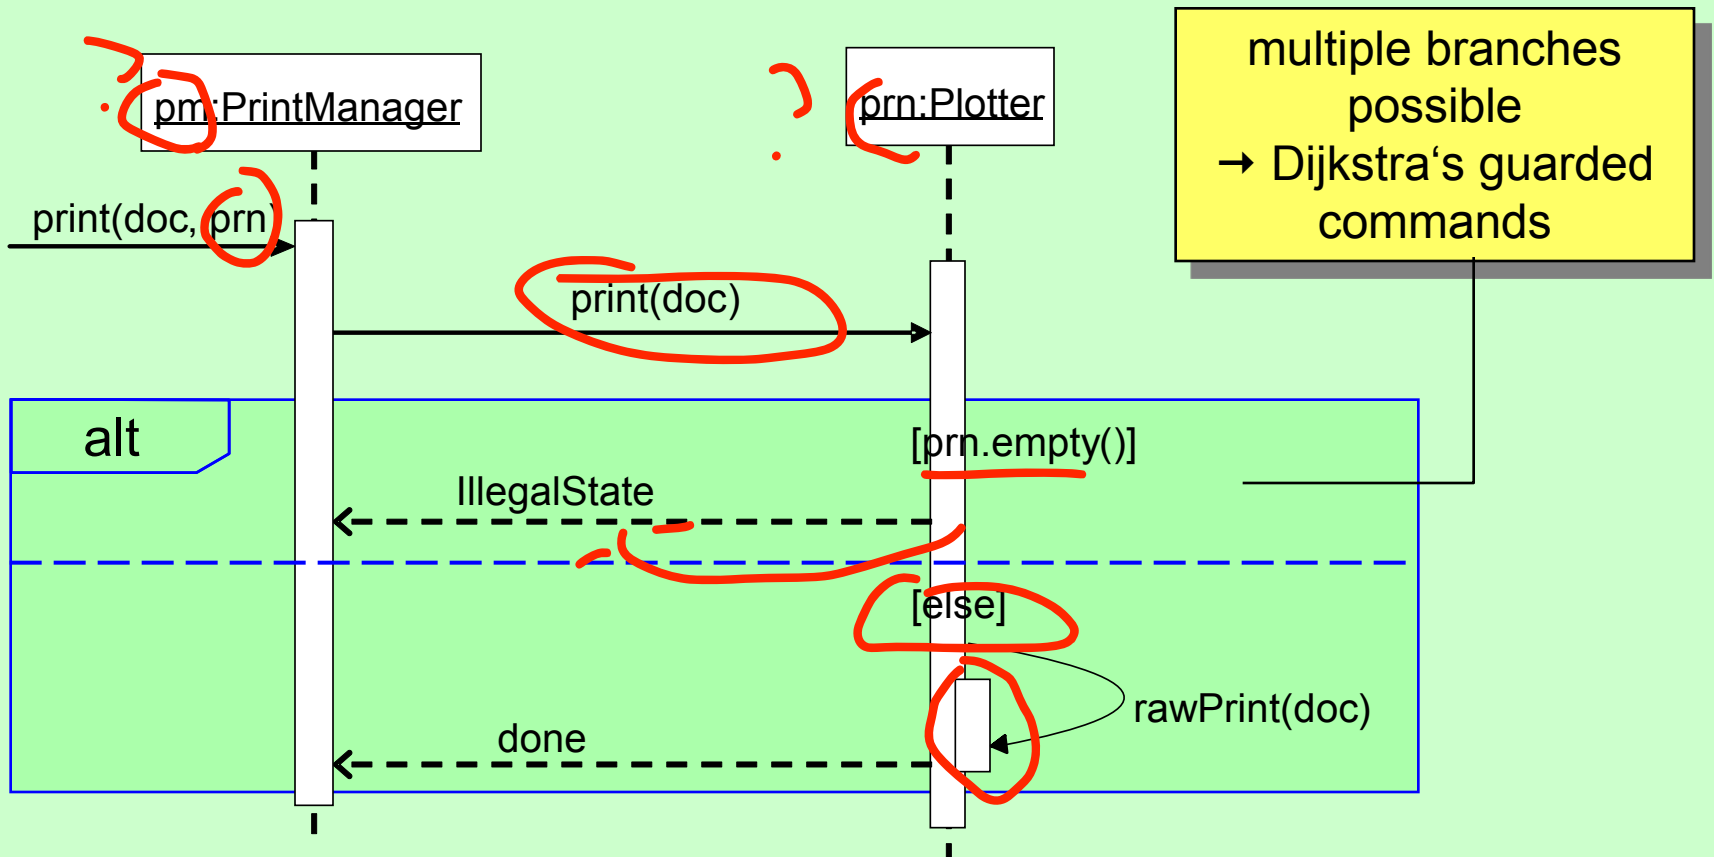 pm:PrintManager
prn:Plotter
multiple branches
possible
→ Dijkstra‘s guarded
commands
print(doc, prn)
print(doc)
alt
[prn.empty()]
IllegalState
[else]
rawPrint(doc)
done